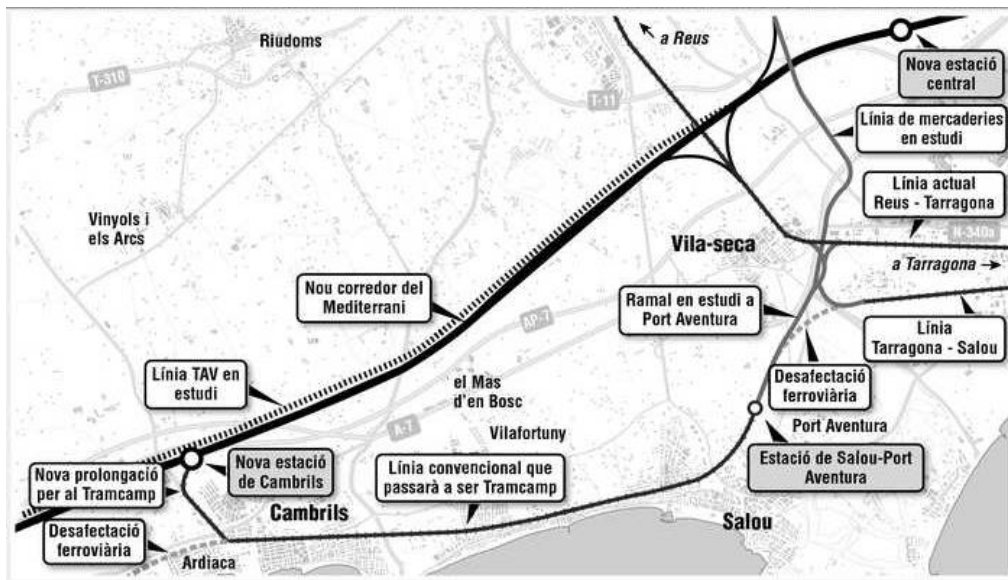 Riudoms
a Reus
Nova estació
central
T-310
T-11
Línia de mercaderies
en estudi
Línia actual
Reus - Tarragona
Vinyols i
els Arcs
N-340a
Vila-seca
a Tarragona
Nou corredor del
Mediterrani
Ramal en estudi a
Port Aventura
AP-7
Línia
Tarragona - Salou
Línia TAV en
estudi
el Mas
d'en Bosc
Desafectació
ferroviària
A-7
Vilafortuny
Port Aventura
Nova prolongació
per al Tramcamp
Nova estació
de Cambrils
Línia convencional que
passarà a ser Tramcamp
Estació de Salou-Port
Aventura
Cambrils
Salou
Desafectació
ferroviària
Ardiaca